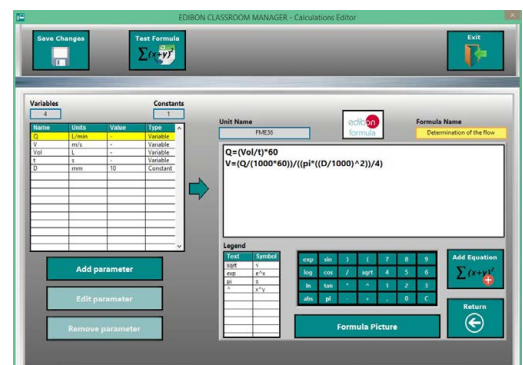 EDIBON CLASSROOM MANAGER - Calculations Editor
Save Changes
Test Formula
∑(x+y)²
Exit
Variables
4
Constants
1
Name Units Value Type
Q L/min - Variable
V m/s - Variable
Vol L - Variable
t s - Variable
D mm 10 Constant
Add parameter
Edit parameter
Remove parameter
Unit Name
FME36
edibon
formula
Formula Name
Determination of the flow
Q=(Vol/t)*60
V=(Q/(1000*60))/((pi*((D/1000)^2))/4)
Legend
Text Symbol
sqrt √
exp e^x
pi
^ x^y
exp sin ) ( 7 8 9
log cos / sqrt 4 5 6
ln tan * ^ 1 2 3
abs pi - + . 0 C
Formula Picture
Add Equation
∑(x+y)²
Return